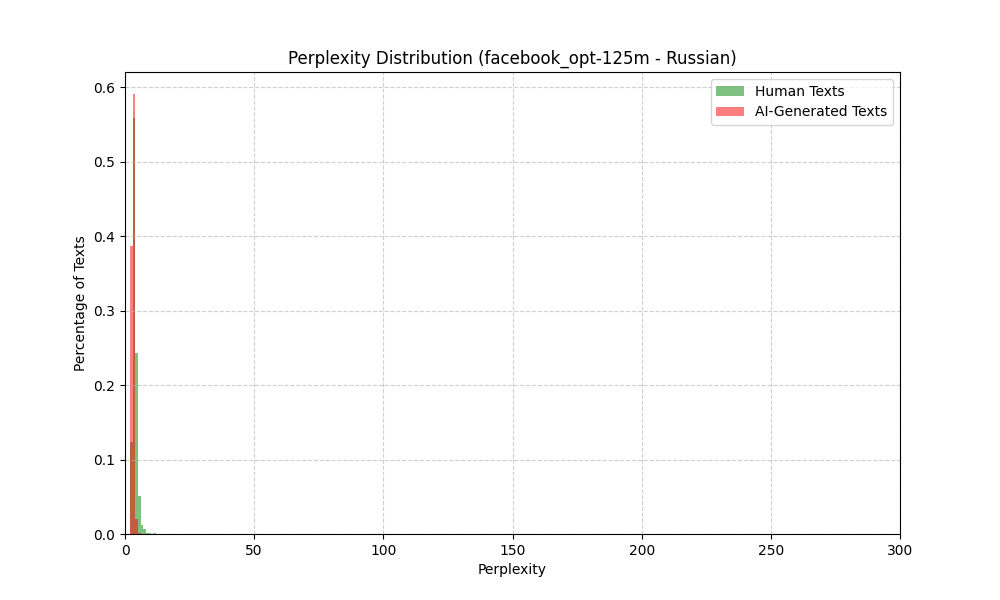 Perplexity Distribution (facebook_opt-125m - Russian)
Human Texts
AI-Generated Texts
Percentage of Texts
0.6
0.5
0.4
0.3
0.2
0.1
0.0
0 50 100 150 200 250 300
Perplexity